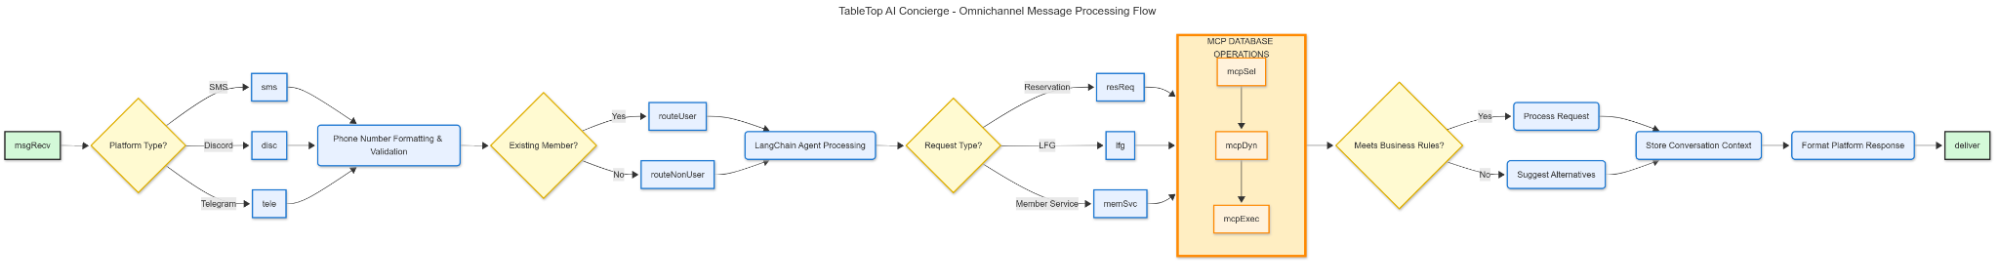 TableTop AI Concierge - Omnichannel Message Processing Flow
msgRecv
Platform Type?
SMS
Discord
Telegram
sms
disc
tele
Phone Number Formatting &
Validation
Existing Member?
Yes
No
routeUser
routeNonUser
LangChain Agent Processing
Request Type?
Reservation
LFG
Member Service
resReq
lfg
memSvc
MCP DATABASE
OPERATIONS
mcpSel
mcpDyn
mcpExec
Meets Business Rules?
Yes
No
Process Request
Suggest Alternatives
Store Conversation Context
Format Platform Response
deliver